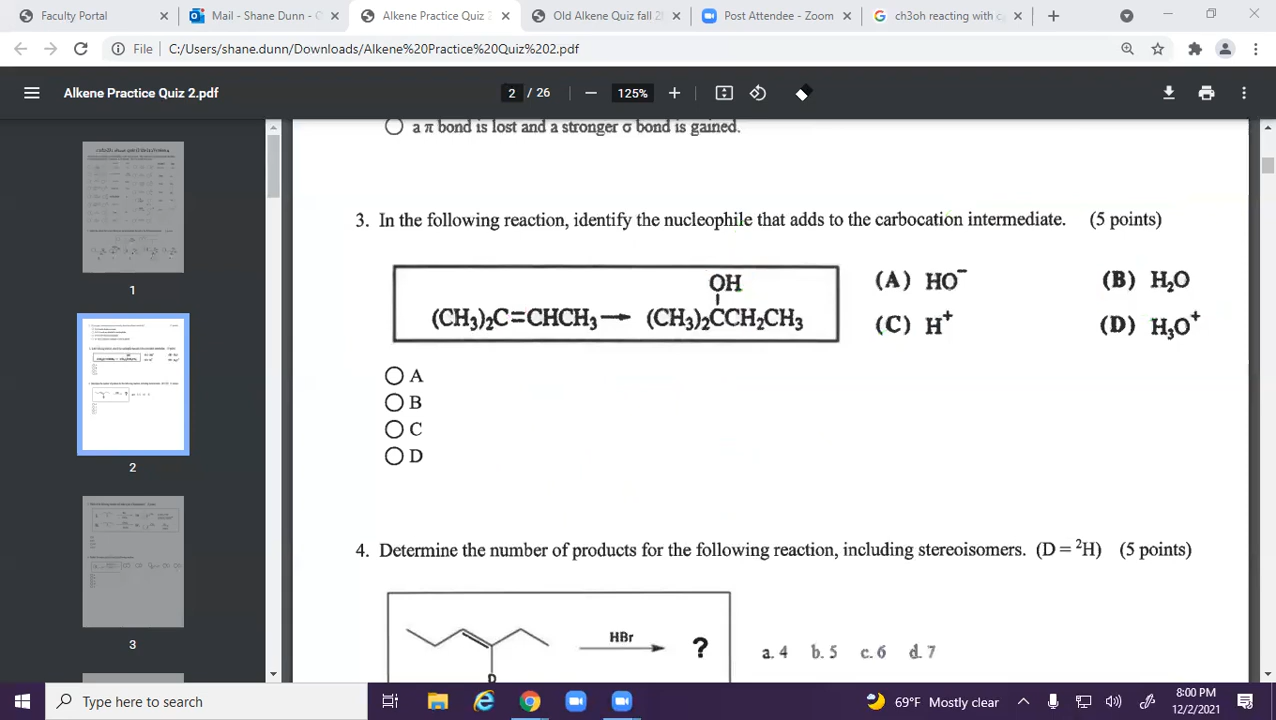 Faculty Portal
Mail - Shane Dunn - O
Alkene Practice Quiz 2
Old Alkene Quiz fall 2
Post Attendee - Zoom
ch3oh reacting with c
File
C:/Users/shane.dunn/Downloads/Alkene%20Practice%20Quiz%202.pdf
Alkene Practice Quiz 2.pdf
2 / 26
125%
a π bond is lost and a stronger σ bond is gained.
3. In the following reaction, identify the nucleophile that adds to the carbocation intermediate. (5 points)
OH
(CH₃)₂C=CHCH₃→ (CH₃)₂CCH₂CH₃
(A) HO⁻
(B) H₂O
(C) H⁺
(D) H₃O⁺
A
B
C
D
4. Determine the number of products for the following reaction, including stereoisomers. (D = ²H) (5 points)
HBr
?
D
a. 4 b. 5 c. 6 d. 7
1
2
3
Type here to search
69°F Mostly clear
8:00 PM
12/2/2021